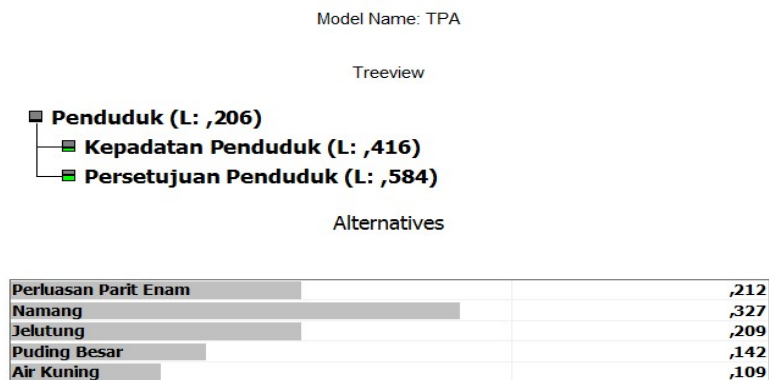 Model Name: TPA
Treeview
Penduduk (L: ,206)
Kepadatan Penduduk (L: ,416)
Persetujuan Penduduk (L: ,584)
Alternatives
Perluasan Parit Enam ,212
Namang ,327
Jelutung ,209
Puding Besar ,142
Air Kuning ,109